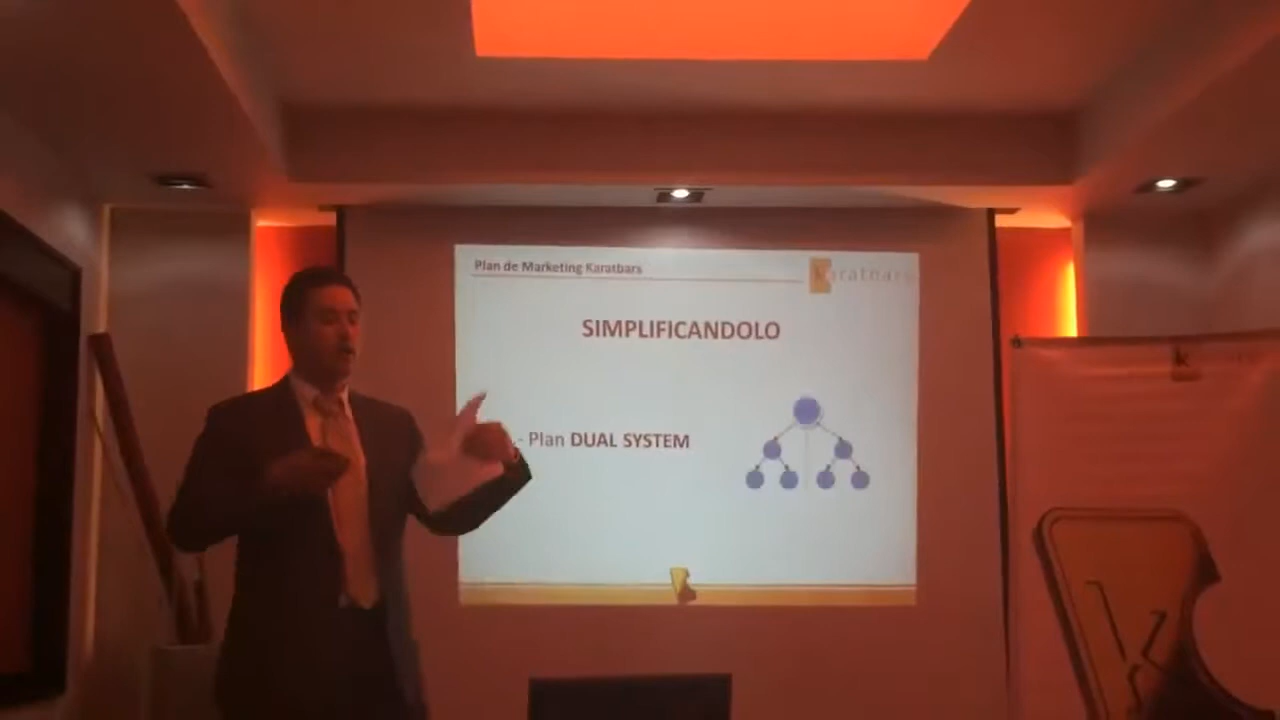 Plan de Marketing Karatbars
karatbars
SIMPLIFICANDOLO
.- Plan DUAL SYSTEM